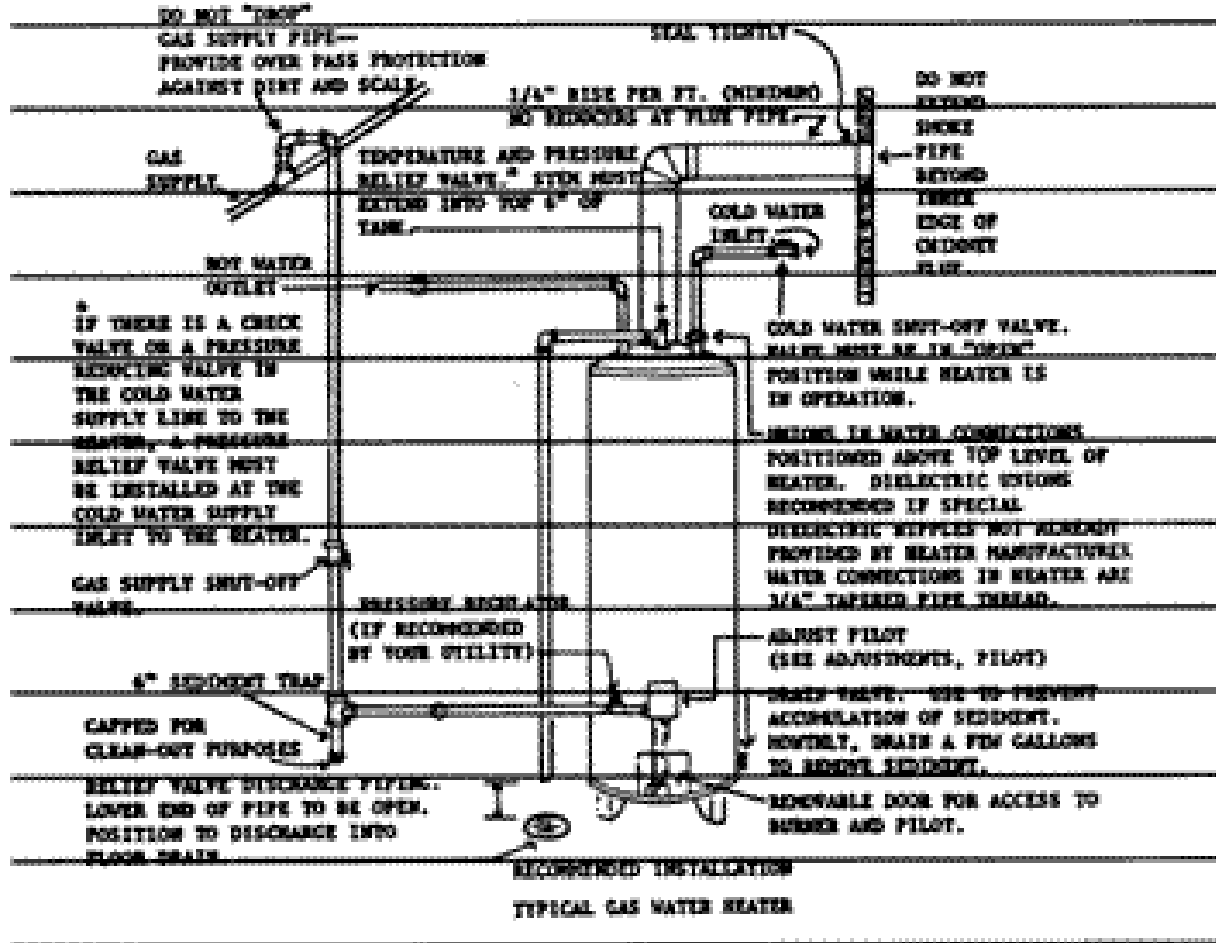 DO NOT "DROP"
GAS SUPPLY PIPE—
PROVIDE OVER PASS PROTECTION
AGAINST DIRT AND SCALE
SEAL TIGHTLY
1/4" RISE PER FT. (MINIMUM)
NO REDUCERS AT FLUE PIPE.
DO NOT
EXTEND
SMOKE
PIPE
BEYOND
INNER
EDGE OF
CHIMNEY
FLUE.
GAS
SUPPLY
TEMPERATURE AND PRESSURE
RELIEF VALVE.* STEM MUST
EXTEND INTO TOP 6" OF
TANK.
COLD WATER
INLET
HOT WATER
OUTLET
*
IF THERE IS A CHECK
VALVE OR A PRESSURE
REDUCING VALVE IN
THE COLD WATER
SUPPLY LINE TO THE
HEATER, A PRESSURE
RELIEF VALVE MUST
BE INSTALLED AT THE
COLD WATER SUPPLY
INLET TO THE HEATER.
COLD WATER SHUT-OFF VALVE.
VALVE MUST BE IN "OPEN"
POSITION WHILE HEATER IS
IN OPERATION.
UNIONS IN WATER CONNECTIONS
POSITIONED ABOVE TOP LEVEL OF
HEATER. DIELECTRIC UNIONS
RECOMMENDED IF SPECIAL
DIELECTRIC NIPPLES NOT ALREADY
PROVIDED BY HEATER MANUFACTURER
WATER CONNECTIONS IN HEATER ARE
3/4" TAPERED PIPE THREAD.
GAS SUPPLY SHUT-OFF
VALVE.
PRESSURE REGULATOR
(IF RECOMMENDED
BY YOUR UTILITY)
ADJUST PILOT
(SEE ADJUSTMENTS, PILOT)
6" SEDIMENT TRAP
CAPPED FOR
CLEAN-OUT PURPOSES
DRAIN VALVE. USE TO PREVENT
ACCUMULATION OF SEDIMENT.
MONTHLY, DRAIN A FEW GALLONS
TO REMOVE SEDIMENT.
RELIEF VALVE DISCHARGE PIPING.
LOWER END OF PIPE TO BE OPEN.
POSITION TO DISCHARGE INTO
FLOOR DRAIN
REMOVABLE DOOR FOR ACCESS TO
BURNER AND PILOT.
RECOMMENDED INSTALLATION
TYPICAL GAS WATER HEATER